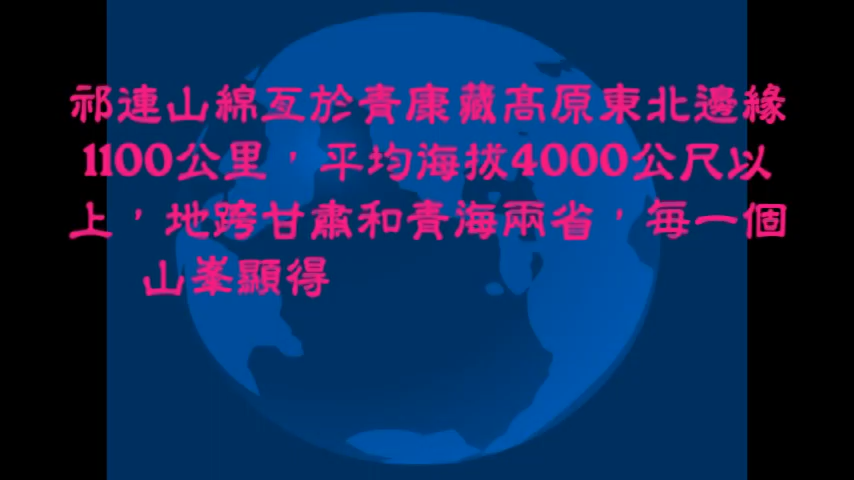 祁連山綿亙於青康藏高原東北邊緣
1100公里，平均海拔4000公尺以
上，地跨甘肅和青海兩省，每一個
山峯顯得